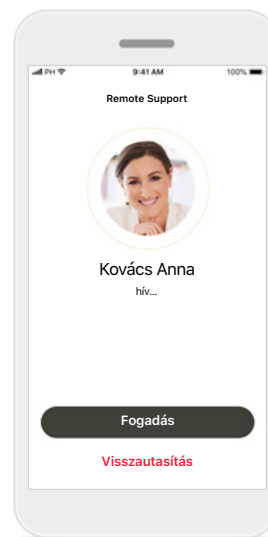 PH
9:41 AM
100%
Remote Support
Kovács Anna
hív...
Fogadás
Visszautasítás